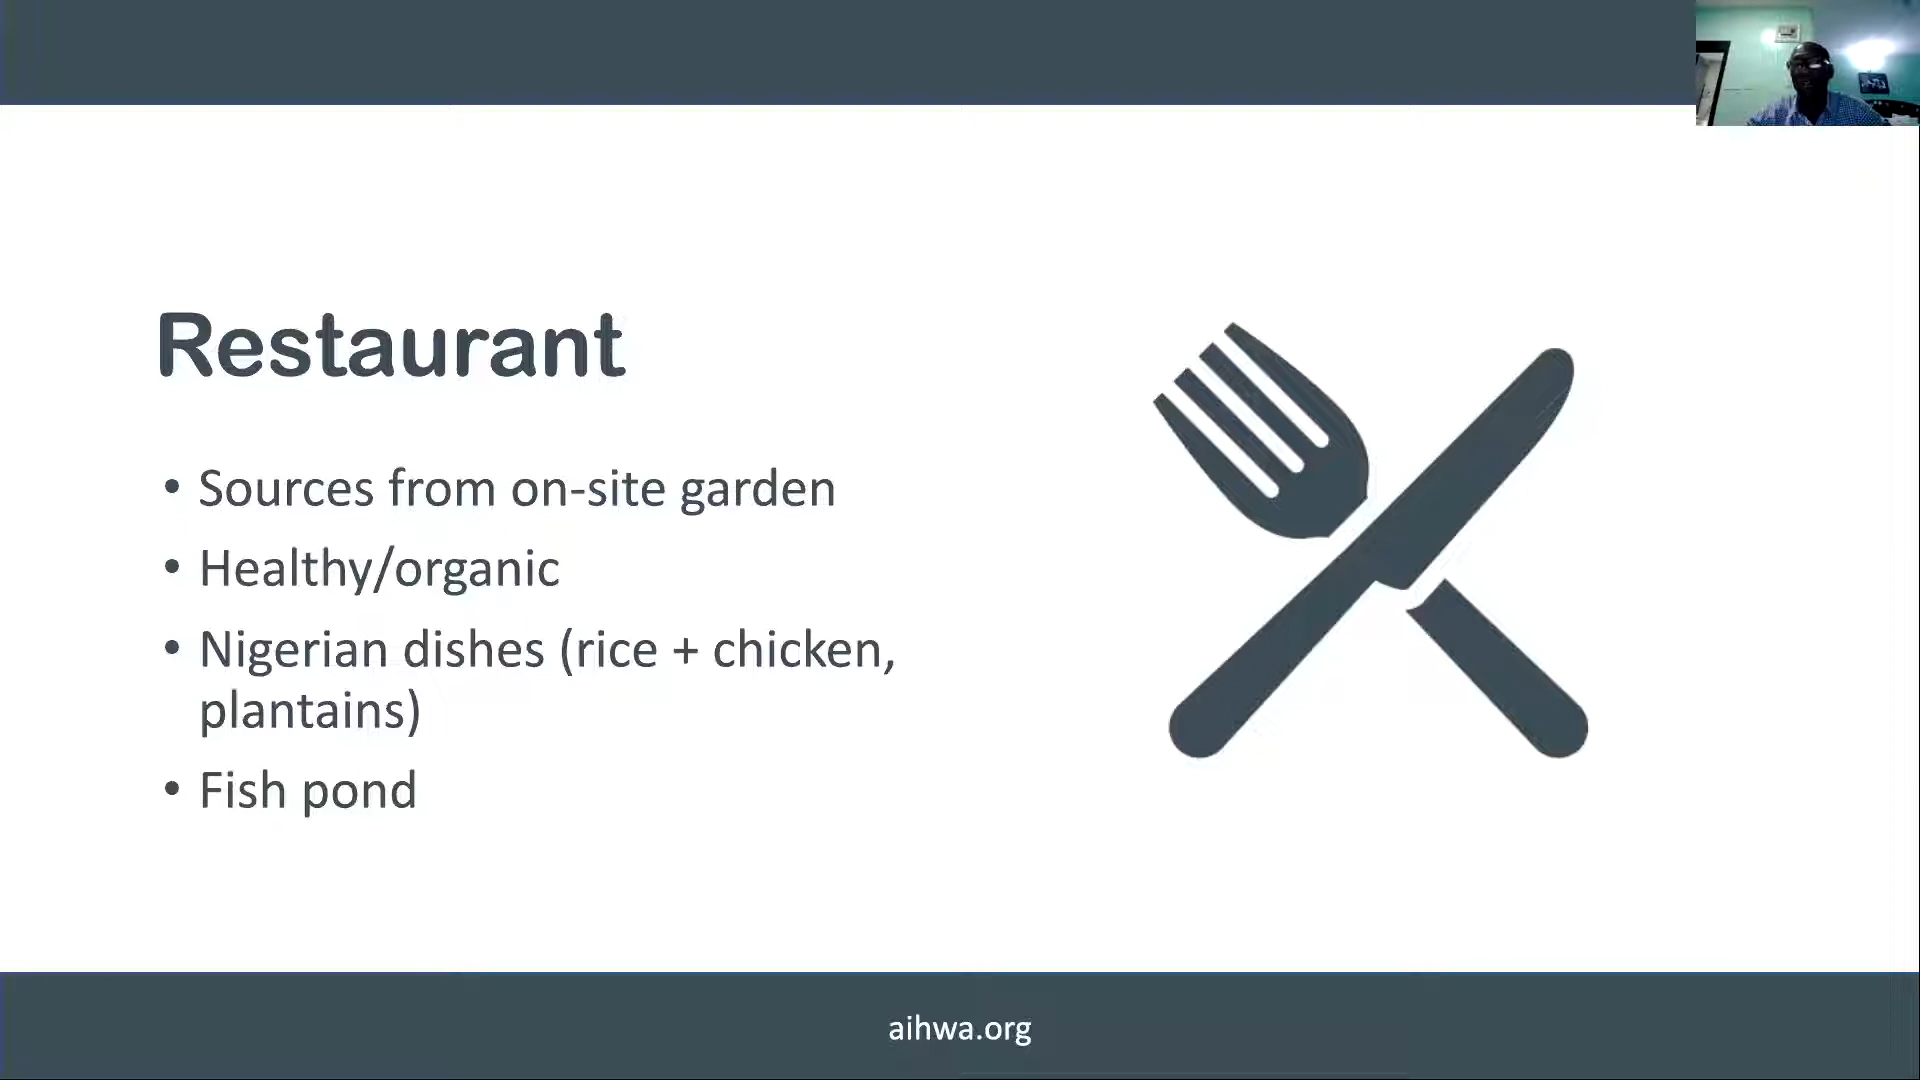 Restaurant
• Sources from on-site garden
• Healthy/organic
• Nigerian dishes (rice + chicken,
plantains)
• Fish pond
aihwa.org